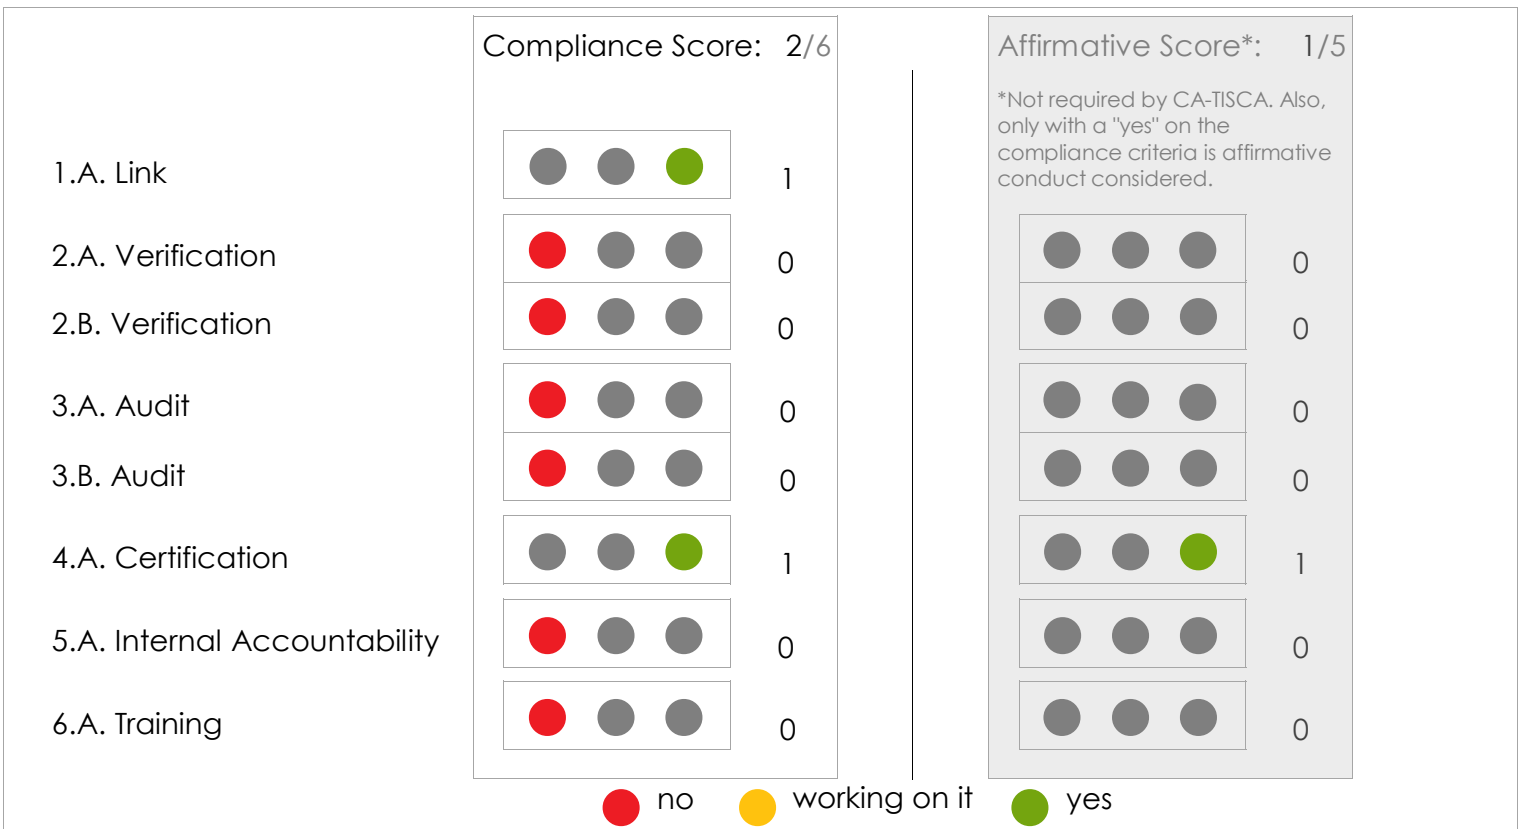 Compliance Score: 2/6
Affirmative Score*: 1/5
*Not required by CA-TISCA. Also,
only with a "yes" on the
compliance criteria is affirmative
conduct considered.
1.A. Link 1
2.A. Verification 0 0
2.B. Verification 0 0
3.A. Audit 0 0
3.B. Audit 0 0
4.A. Certification 1 1
5.A. Internal Accountability 0 0
6.A. Training 0 0
no working on it yes